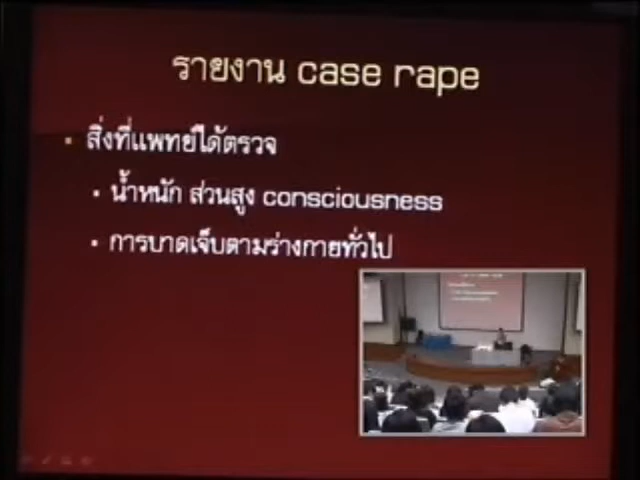 รายงาน case rape
สิ่งที่แพทย์ได้ตรวจ
น้ำหนัก ส่วนสูง consciousness
การบาดเจ็บตามร่างกายทั่วไป